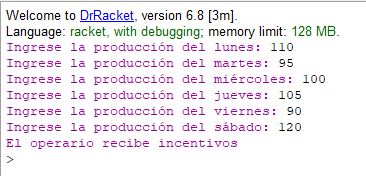 Welcome to DrRacket, version 6.8 [3m].
Language: racket, with debugging; memory limit: 128 MB.
Ingrese la producción del lunes: 110
Ingrese la producción del martes: 95
Ingrese la producción del miércoles: 100
Ingrese la producción del jueves: 105
Ingrese la producción del viernes: 90
Ingrese la producción del sábado: 120
El operario recibe incentivos
>